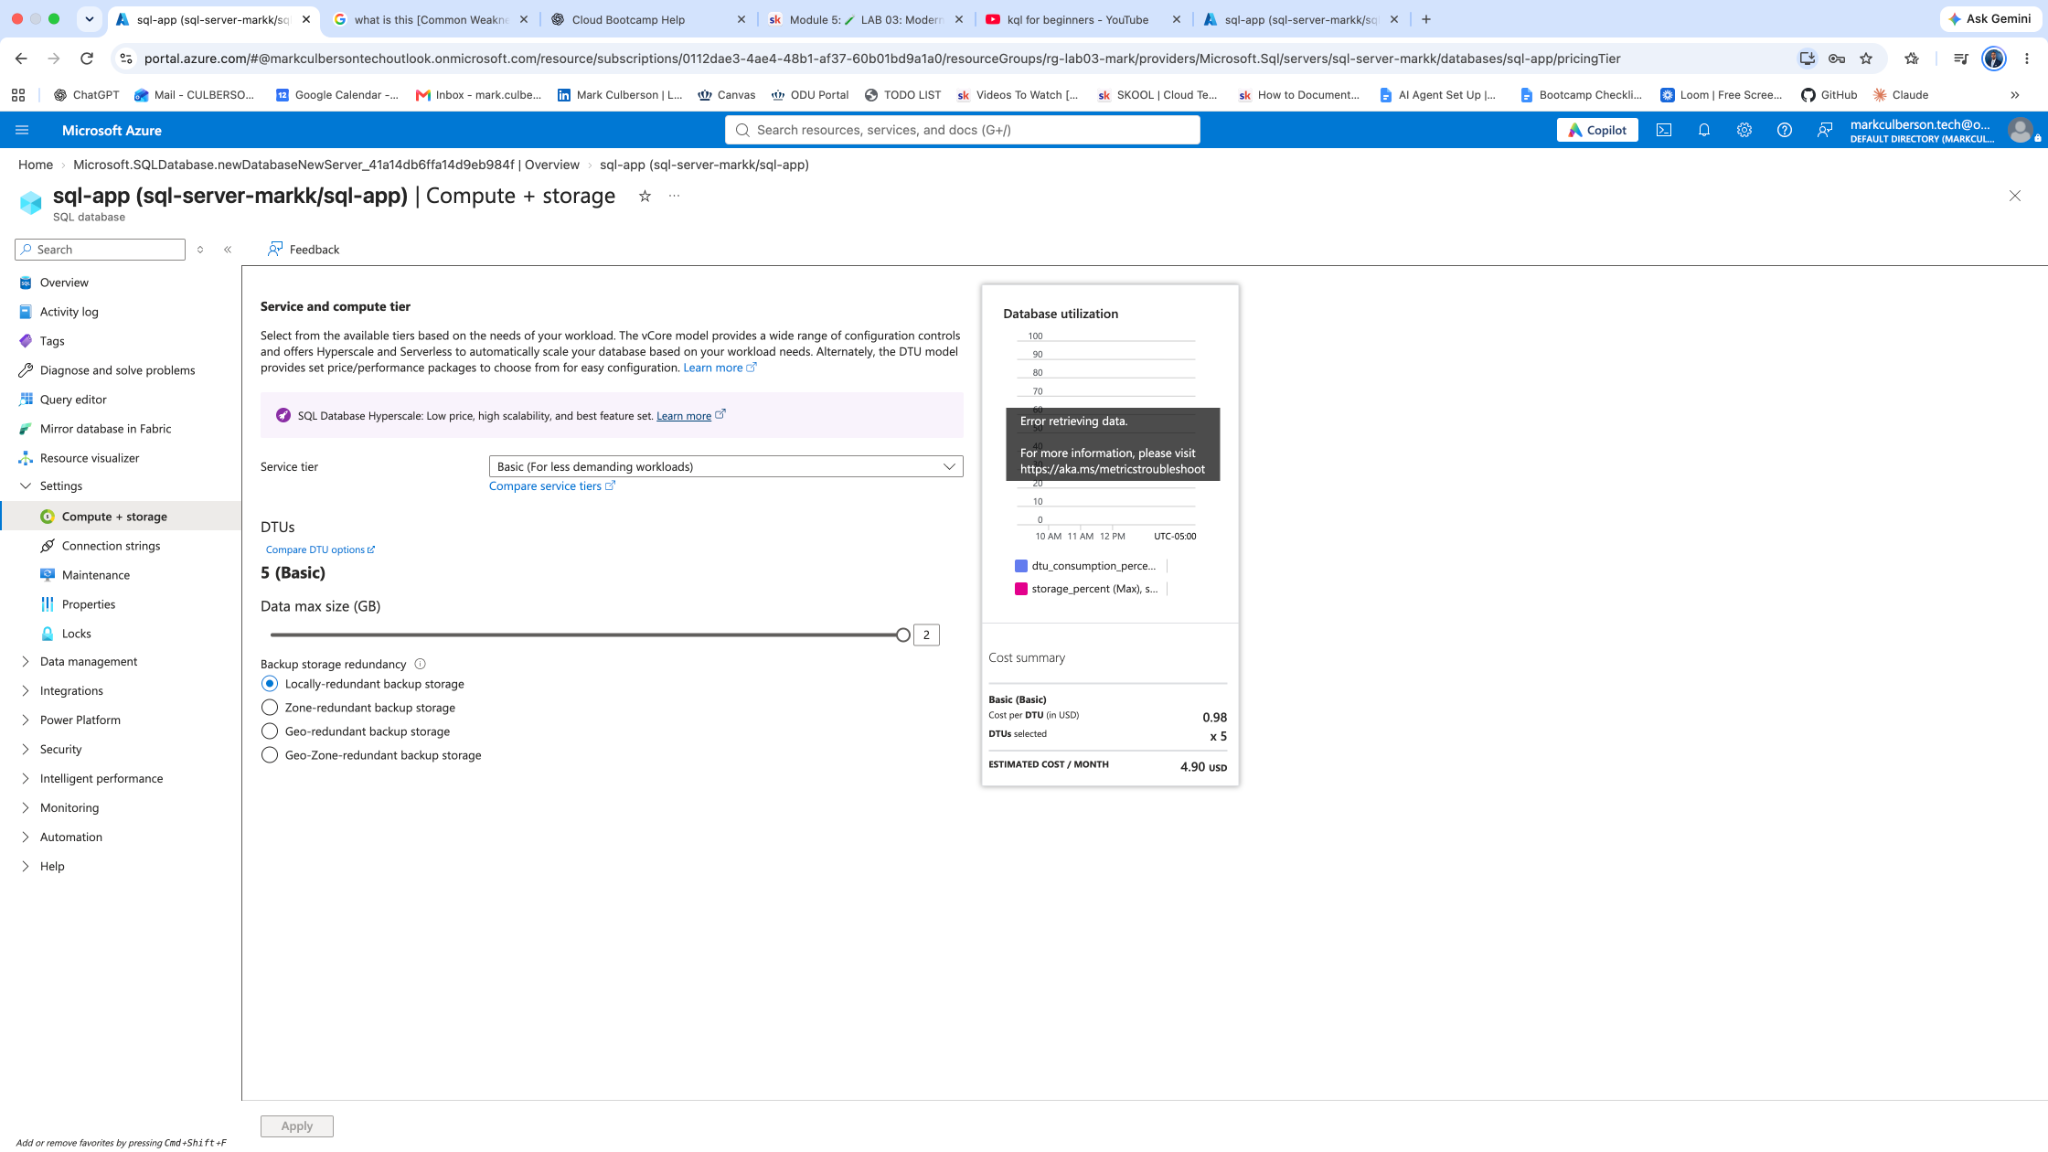 sql-app (sql-server-markk/sq
what is this [Common Weakn
Cloud Bootcamp Help
sk Module 5: LAB 03: Modern
kql for beginners - YouTube
sql-app (sql-server-markk/sq
Ask Gemini
portal.azure.com/#@markculbersontechoutlook.onmicrosoft.com/resource/subscriptions/0112dae3-4ae4-48b1-af37-60b01bd9a1a0/resourceGroups/rg-lab03-mark/providers/Microsoft.Sql/servers/sql-server-markk/databases/sql-app/pricingTier
ChatGPT
Mail - CULBERSO...
12 Google Calendar -...
Inbox - mark.culbe...
Mark Culberson | L...
Canvas
ODU Portal
TODO LIST
sk Videos To Watch [...
sk SKOOL | Cloud Te...
sk How to Document...
AI Agent Set Up |...
Bootcamp Checkli...
Loom | Free Scree...
GitHub
Claude
Microsoft Azure
Search resources, services, and docs (G+/)
Copilot
markculberson.tech@o...
DEFAULT DIRECTORY (MARKCUL...
Home
Microsoft.SQLDatabase.newDatabaseNewServer_41a14db6ffa14d9eb984f | Overview
sql-app (sql-server-markk/sql-app)
sql-app (sql-server-markk/sql-app) | Compute + storage
SQL database
Search
Feedback
Overview
Activity log
Tags
Diagnose and solve problems
Query editor
Mirror database in Fabric
Resource visualizer
Settings
Compute + storage
Connection strings
Maintenance
Properties
Locks
Data management
Integrations
Power Platform
Security
Intelligent performance
Monitoring
Automation
Help
Add or remove favorites by pressing Cmd+Shift+F
Service and compute tier
Select from the available tiers based on the needs of your workload. The vCore model provides a wide range of configuration controls
and offers Hyperscale and Serverless to automatically scale your database based on your workload needs. Alternately, the DTU model
provides set price/performance packages to choose from for easy configuration. Learn more
SQL Database Hyperscale: Low price, high scalability, and best feature set. Learn more
Service tier
Basic (For less demanding workloads)
Compare service tiers
DTUs
Compare DTU options
5 (Basic)
Data max size (GB)
2
Backup storage redundancy
Locally-redundant backup storage
Zone-redundant backup storage
Geo-redundant backup storage
Geo-Zone-redundant backup storage
Apply
Database utilization
100
90
80
70
60
Error retrieving data.
50
40
For more information, please visit
https://aka.ms/metricstroubleshoot
20
10
0
10 AM 11 AM 12 PM UTC-05:00
dtu_consumption_perce...
storage_percent (Max), s...
Cost summary
Basic (Basic)
Cost per DTU (in USD) 0.98
DTUs selected x 5
ESTIMATED COST / MONTH 4.90 USD